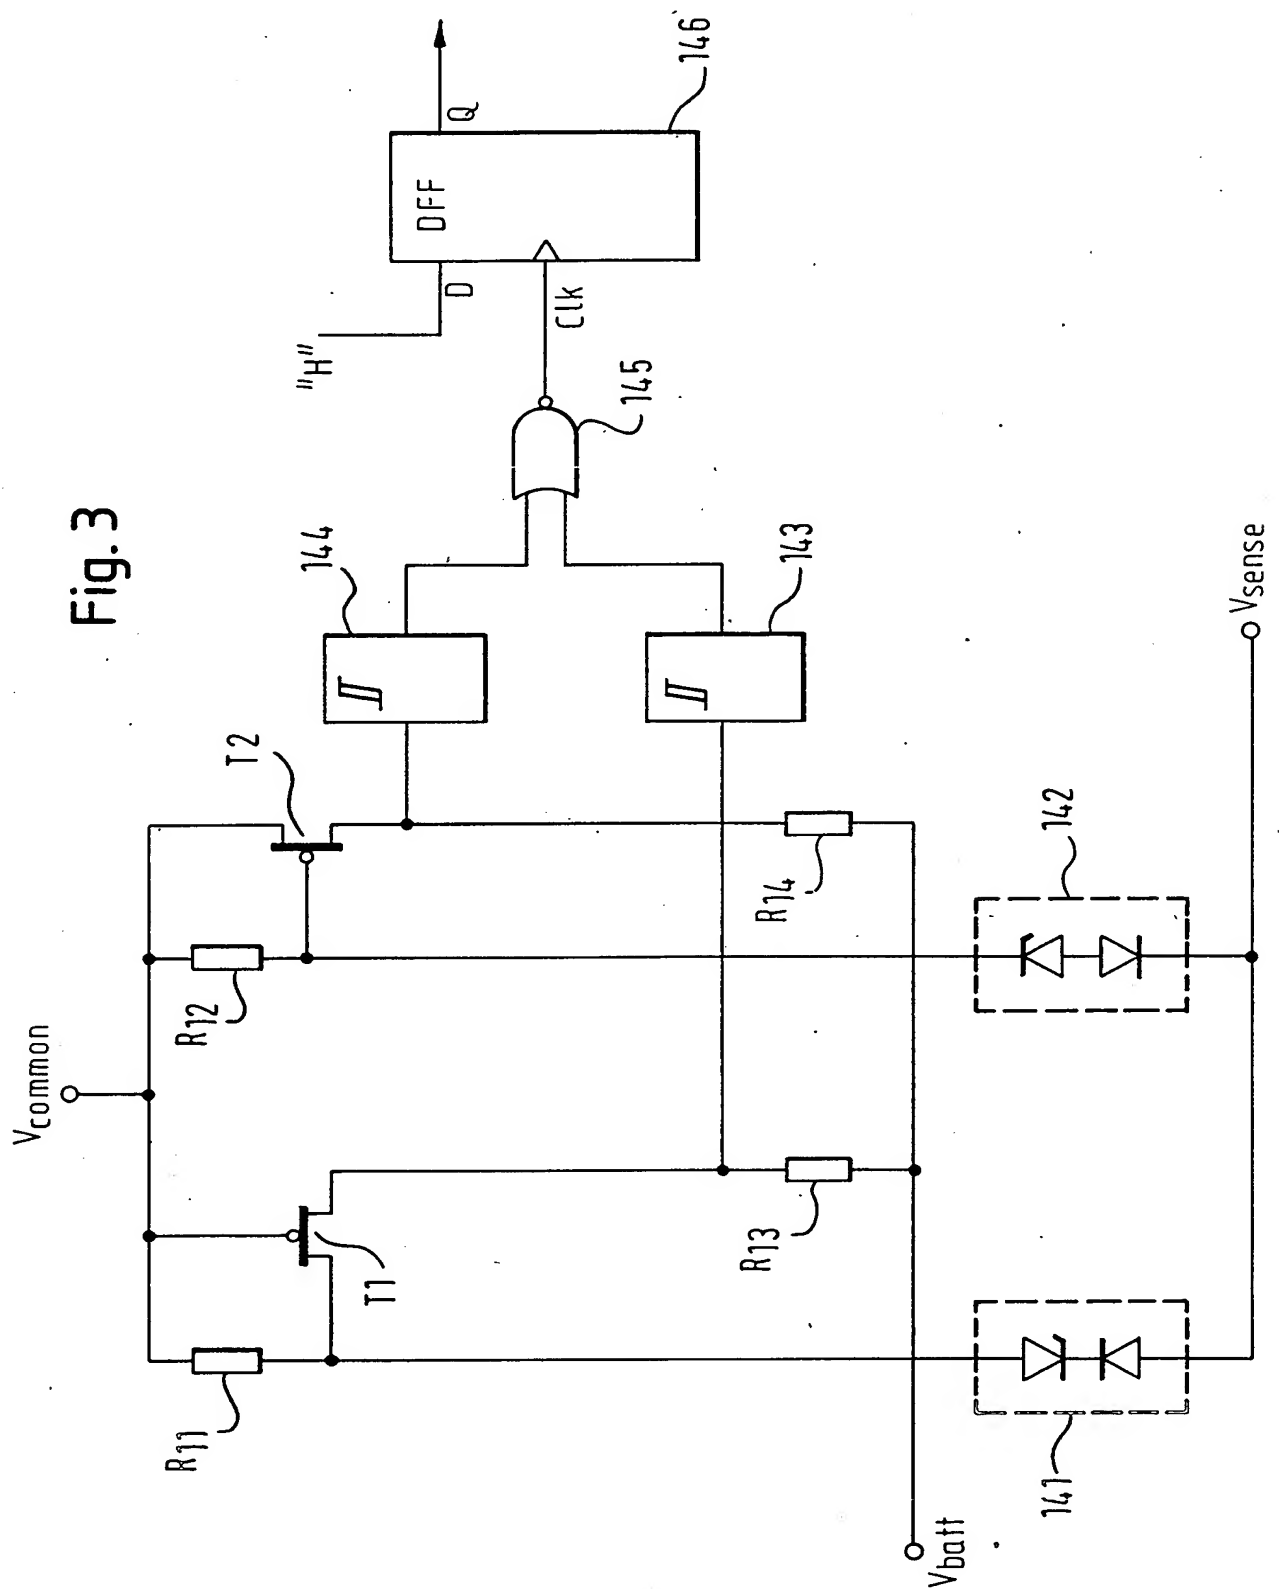 Fig. 3
Vcommon
R11
R12
T1
T2
144
143
"H"
D
DFF
Q
Clk
145
146
R13
R14
Vbatt
141
142
Vsense